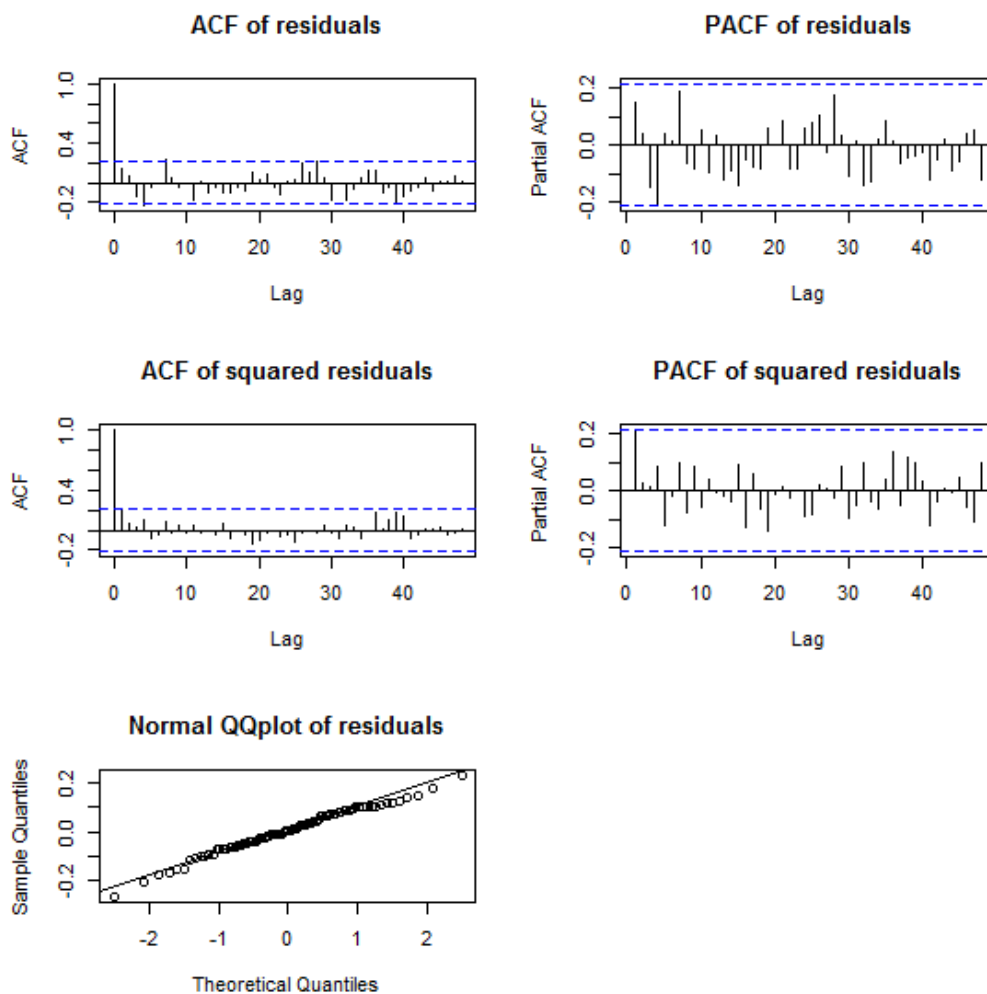 ACF of residuals
ACF
1.0
0.4
-0.2
0 10 20 30 40
Lag
PACF of residuals
Partial ACF
0.2
0.0
-0.2
0 10 20 30 40
Lag
ACF of squared residuals
ACF
1.0
0.4
-0.2
0 10 20 30 40
Lag
PACF of squared residuals
Partial ACF
0.2
0.0
-0.2
0 10 20 30 40
Lag
Normal QQplot of residuals
Sample Quantiles
0.2
0.0
-0.2
-2 -1 0 1 2
Theoretical Quantiles